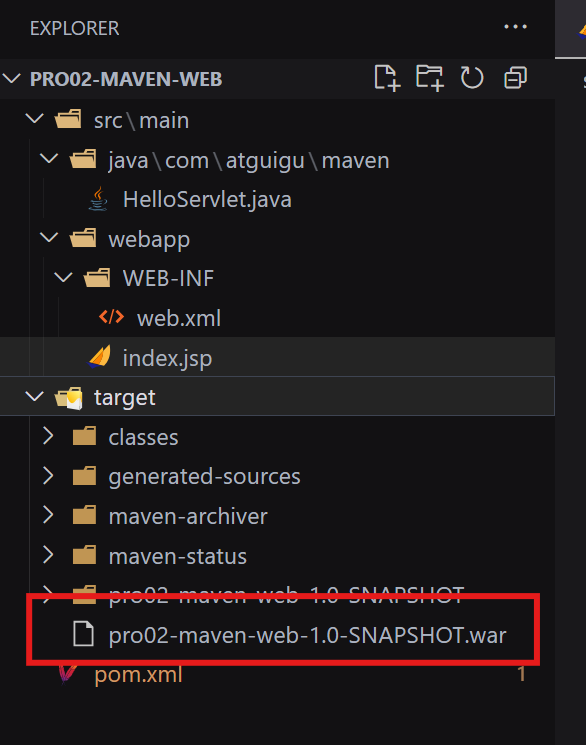 EXPLORER
PRO02-MAVEN-WEB
src\main
java\com\atguigu\maven
HelloServlet.java
webapp
WEB-INF
web.xml
index.jsp
target
classes
generated-sources
maven-archiver
maven-status
pro02-maven-web-1.0-SNAPSHOT
pro02-maven-web-1.0-SNAPSHOT.war
pom.xml 1